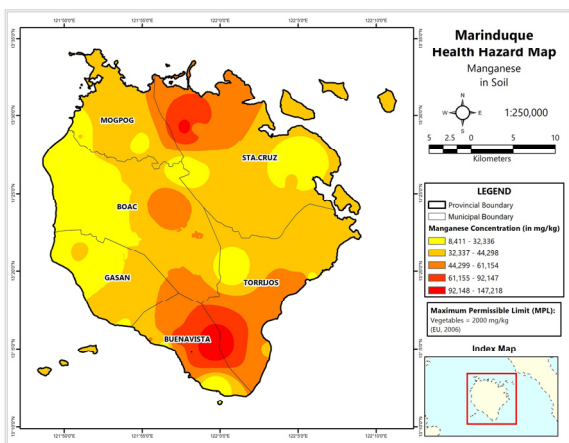 121°50'0"E 121°55'0"E 122°0'0"E 122°5'0"E 122°10'0"E
Marinduque
Health Hazard Map
Manganese
in Soil
N
W E
S
1:250,000
5 2.5 0 5 10
Kilometers
MOGPOG
STA.CRUZ
BOAC
GASAN
TORRIJOS
BUENAVISTA
LEGEND
Provincial Boundary
Municipal Boundary
Manganese Concentration (in mg/kg)
8,411 - 32,336
32,337 - 44,298
44,299 - 61,154
61,155 - 92,147
92,148 - 147,218
Maximum Permissible Limit (MPL):
Vegetables = 2000 mg/kg
(EU, 2006)
Index Map